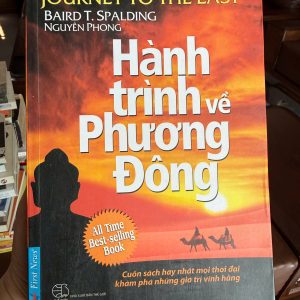 JOURNEY TO THE EAST
BAIRD T. SPALDING
NGUYÊN PHONG
Hành
trình về
Phương
Đông
All Time
Best-selling
Book
Cuốn sách hay nhất mọi thời đại
khám phá những giá trị vĩnh hằng
First News